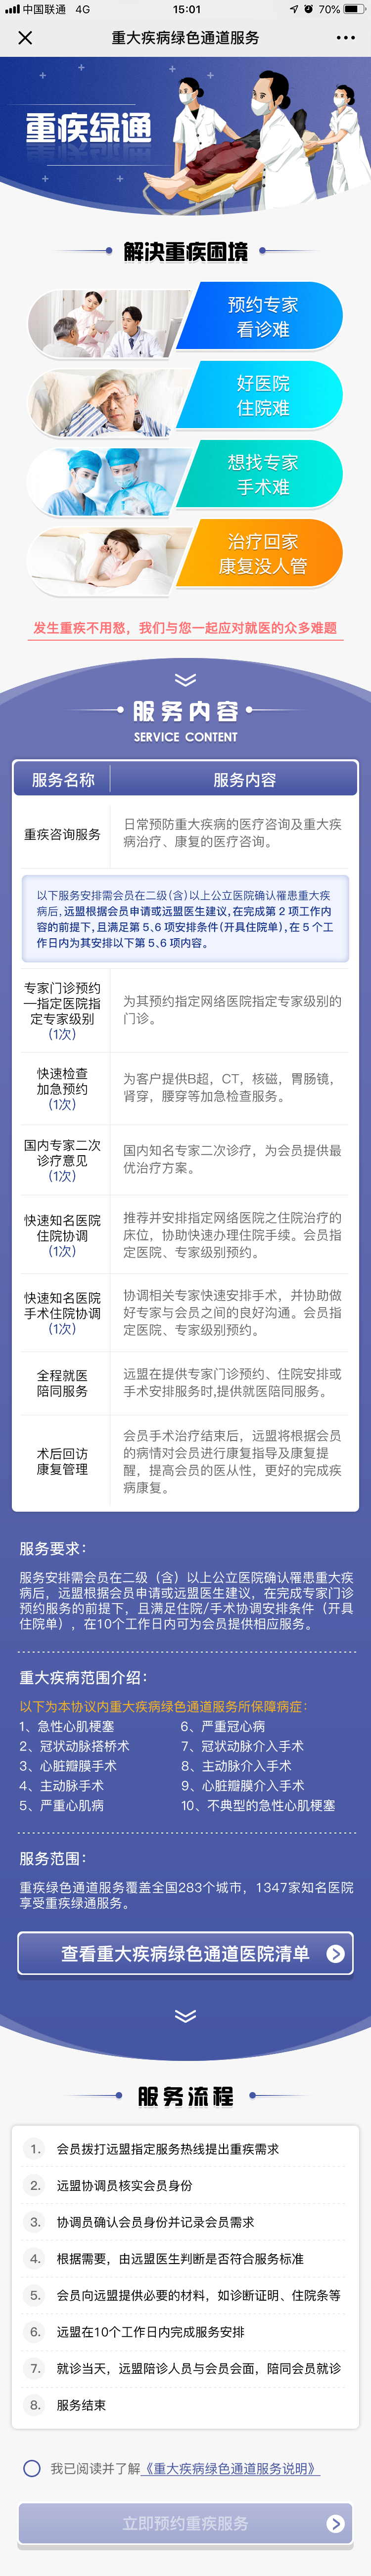 中国联通 4G 15:01 70%
重大疾病绿色通道服务
重疾绿通
解决重疾困境
预约专家
看诊难
好医院
住院难
想找专家
手术难
治疗回家
康复没人管
发生重疾不用愁，我们与您一起应对就医的众多难题
服务内容
SERVICE CONTENT
服务名称 服务内容
重疾咨询服务
日常预防重大疾病的医疗咨询及重大疾
病治疗、康复的医疗咨询。
以下服务安排需会员在二级(含)以上公立医院确认罹患重大疾
病后,远盟根据会员申请或远盟医生建议,在完成第 2 项工作内
容的前提下,且满足第 5、6 项安排条件(开具住院单),在 5 个工
作日内为其安排以下第 5、6 项内容。
专家门诊预约
—指定医院指
定专家级别
(1次)
为其预约指定网络医院指定专家级别的
门诊。
快速检查
加急预约
(1次)
为客户提供B超，CT，核磁，胃肠镜，
肾穿，腰穿等加急检查服务。
国内专家二次
诊疗意见
(1次)
国内知名专家二次诊疗，为会员提供最
优治疗方案。
快速知名医院
住院协调
(1次)
推荐并安排指定网络医院之住院治疗的
床位，协助快速办理住院手续。会员指
定医院、专家级别预约。
快速知名医院
手术住院协调
(1次)
协调相关专家快速安排手术，并协助做
好专家与会员之间的良好沟通。会员指
定医院、专家级别预约。
全程就医
陪同服务
远盟在提供专家门诊预约、住院安排或
手术安排服务时,提供就医陪同服务。
术后回访
康复管理
会员手术治疗结束后，远盟将根据会员
的病情对会员进行康复指导及康复提
醒，提高会员的医从性，更好的完成疾
病康复。
服务要求：
服务安排需会员在二级（含）以上公立医院确认罹患重大疾
病后，远盟根据会员申请或远盟医生建议，在完成专家门诊
预约服务的前提下，且满足住院/手术协调安排条件（开具
住院单），在10个工作日内可为会员提供相应服务。
重大疾病范围介绍：
以下为本协议内重大疾病绿色通道服务所保障病症：
1、急性心肌梗塞 6、严重冠心病
2、冠状动脉搭桥术 7、冠状动脉介入手术
3、心脏瓣膜手术 8、主动脉介入手术
4、主动脉手术 9、心脏瓣膜介入手术
5、严重心肌病 10、不典型的急性心肌梗塞
服务范围：
重疾绿色通道服务覆盖全国283个城市，1347家知名医院
享受重疾绿通服务。
查看重大疾病绿色通道医院清单
服务流程
1. 会员拨打远盟指定服务热线提出重疾需求
2. 远盟协调员核实会员身份
3. 协调员确认会员身份并记录会员需求
4. 根据需要，由远盟医生判断是否符合服务标准
5. 会员向远盟提供必要的材料，如诊断证明、住院条等
6. 远盟在10个工作日内完成服务安排
7. 就诊当天，远盟陪诊人员与会员会面，陪同会员就诊
8. 服务结束
我已阅读并了解《重大疾病绿色通道服务说明》
立即预约重疾服务